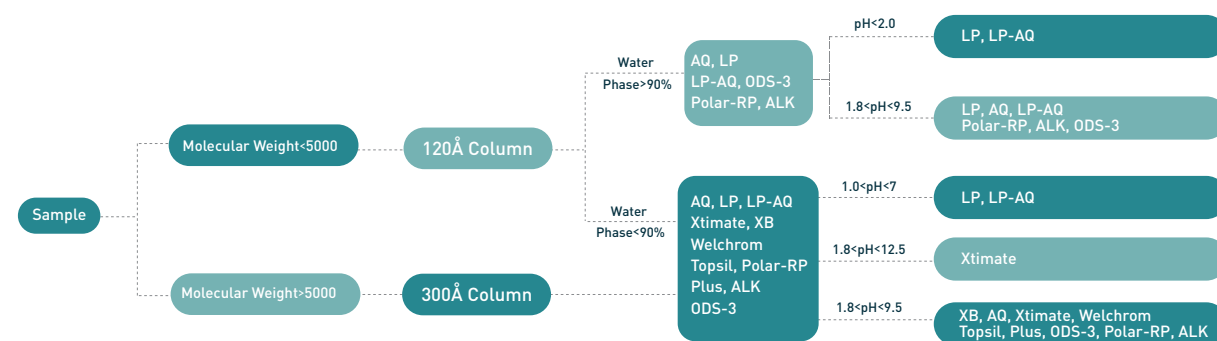 Sample
Molecular Weight<5000
Molecular Weight>5000
120Å Column
300Å Column
Water
Phase>90%
Water
Phase<90%
AQ, LP
LP-AQ, ODS-3
Polar-RP, ALK
AQ, LP, LP-AQ
Xtimate, XB
Welchrom
Topsil, Polar-RP
Plus, ALK
ODS-3
pH<2.0
LP, LP-AQ
1.8<pH<9.5
LP, AQ, LP-AQ
Polar-RP, ALK, ODS-3
1.0<pH<7
LP, LP-AQ
1.8<pH<12.5
Xtimate
1.8<pH<9.5
XB, AQ, Xtimate, Welchrom
Topsil, Plus, ODS-3, Polar-RP, ALK